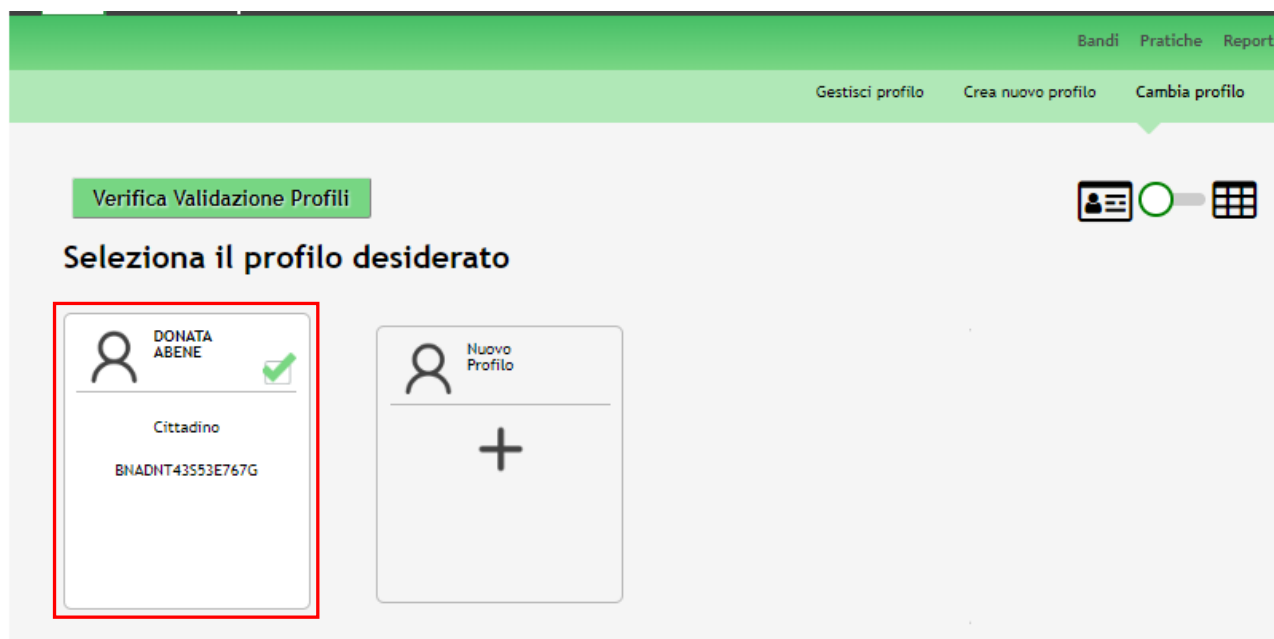 Bandi Pratiche Report
Gestisci profilo Crea nuovo profilo Cambia profilo
Verifica Validazione Profili
Seleziona il profilo desiderato
DONATA
ABENE
Cittadino
BNADNT43S53E767G
Nuovo
Profilo